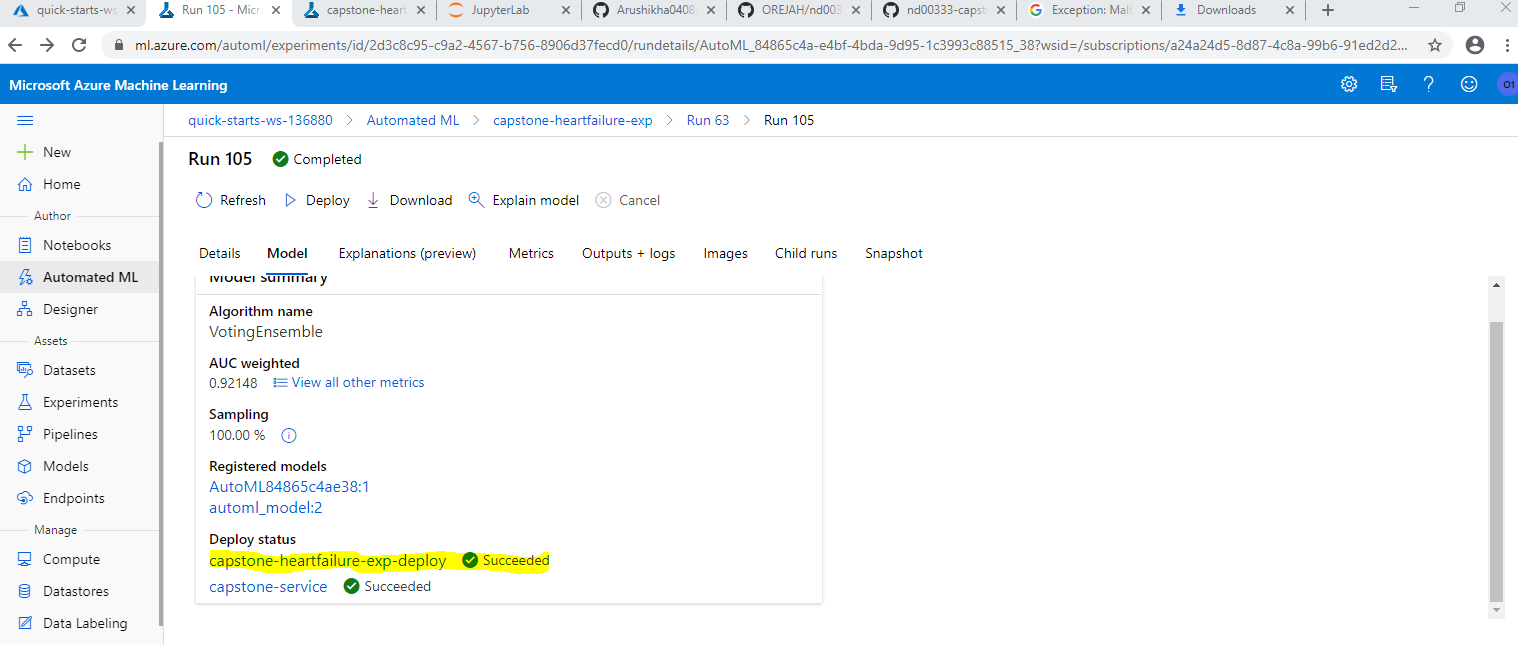 quick-starts-ws- Run 105 - Micro capstone-heart JupyterLab Arushikha0408 OREJAH/nd003 nd00333-capst Exception: Malf Downloads
ml.azure.com/automl/experiments/id/2d3c8c95-c9a2-4567-b756-8906d37fecd0/rundetails/AutoML_84865c4a-e4bf-4bda-9d95-1c3993c88515_38?wsid=/subscriptions/a24a24d5-8d87-4c8a-99b6-91ed2d2...
Microsoft Azure Machine Learning
O1
quick-starts-ws-136880 > Automated ML > capstone-heartfailure-exp > Run 63 > Run 105
New
Home
Author
Notebooks
Automated ML
Designer
Assets
Datasets
Experiments
Pipelines
Models
Endpoints
Manage
Compute
Datastores
Data Labeling
Run 105 Completed
Refresh Deploy Download Explain model Cancel
Details Model Explanations (preview) Metrics Outputs + logs Images Child runs Snapshot
Model summary
Algorithm name
VotingEnsemble
AUC weighted
0.92148 View all other metrics
Sampling
100.00 %
Registered models
AutoML84865c4ae38:1
automl_model:2
Deploy status
capstone-heartfailure-exp-deploy Succeeded
capstone-service Succeeded